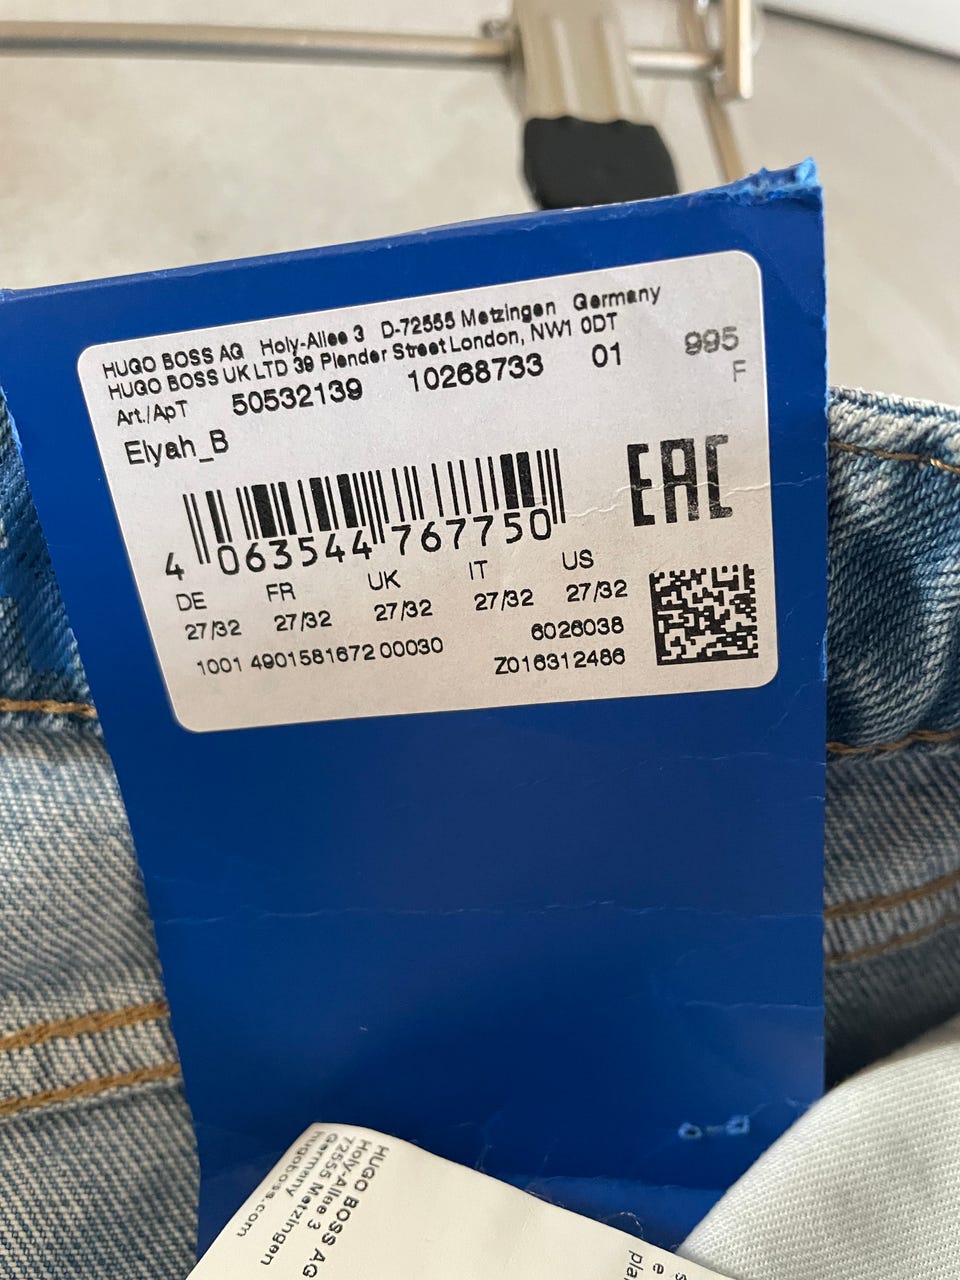 HUGO BOSS AG Holy-Allee 3 D-72555 Metzingen Germany
HUGO BOSS UK LTD 39 Plender Street London, NW1 0DT
Art./ApT 50532139 10268733 01 995
F
Elyah_B
EAC
4 063544 767750
DE FR UK IT US
27/32 27/32 27/32 27/32 27/32
1001 4901581672 00030 6026038
Z016312486
HUGO BOSS AG
Holy-Allee 3
72555 Metzingen
Germany
hugoboss.com